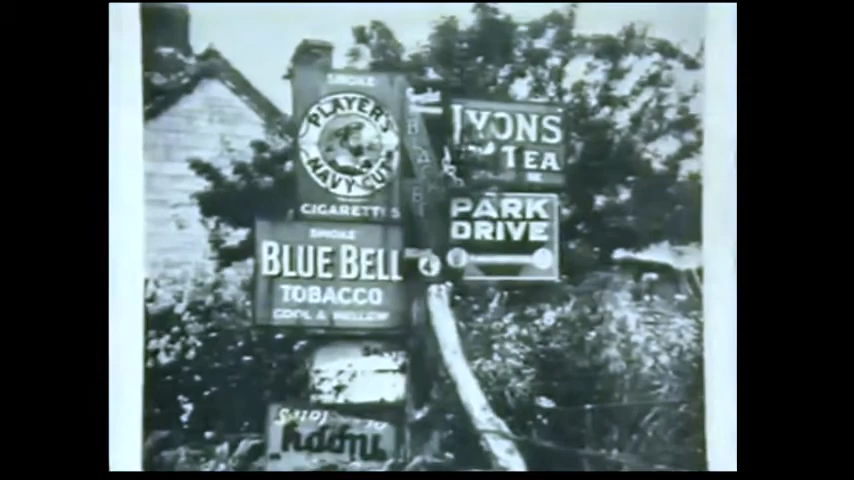 SMOKE
PLAYER'S
NAVY CUT
CIGARETTES
LYONS
TEA
PARK
DRIVE
SMOKE
BLUE BELL
TOBACCO
COOL & MELLOW